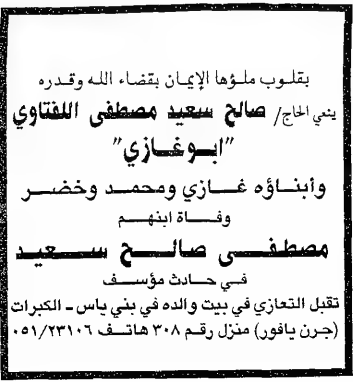 بقلوب ملؤها الإيمان بقضاء الله وقدره
ينعي الحاج/ صالح سعيد مصطفى اللفتاوي
"ابوغازي"
وأبناؤه غازي ومحمد وخضر
وفاة ابنهم
مصطفى صالح سعيد
في حادث مؤسف
تقبل التعازي في بيت والده في بني ياس - الكبرات
(جرن يافور) منزل رقم ٣٠٨ هاتف ٠٥١/٢٣١٠٦